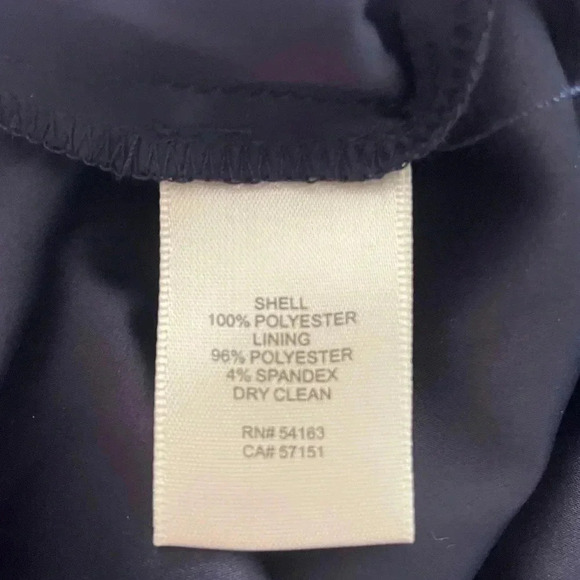 SHELL
100% POLYESTER
LINING
96% POLYESTER
4% SPANDEX
DRY CLEAN
RN# 54163
CA# 57151